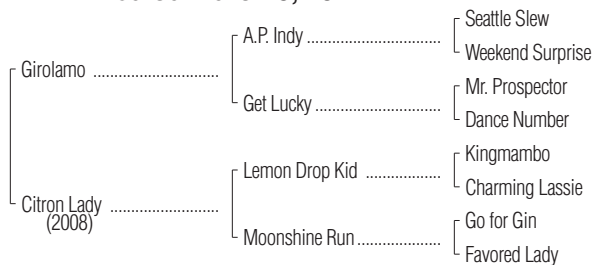 Seattle Slew
A.P. Indy
Weekend Surprise
Girolamo
Mr. Prospector
Get Lucky
Dance Number
Kingmambo
Lemon Drop Kid
Charming Lassie
Citron Lady
(2008)
Go for Gin
Moonshine Run
Favored Lady